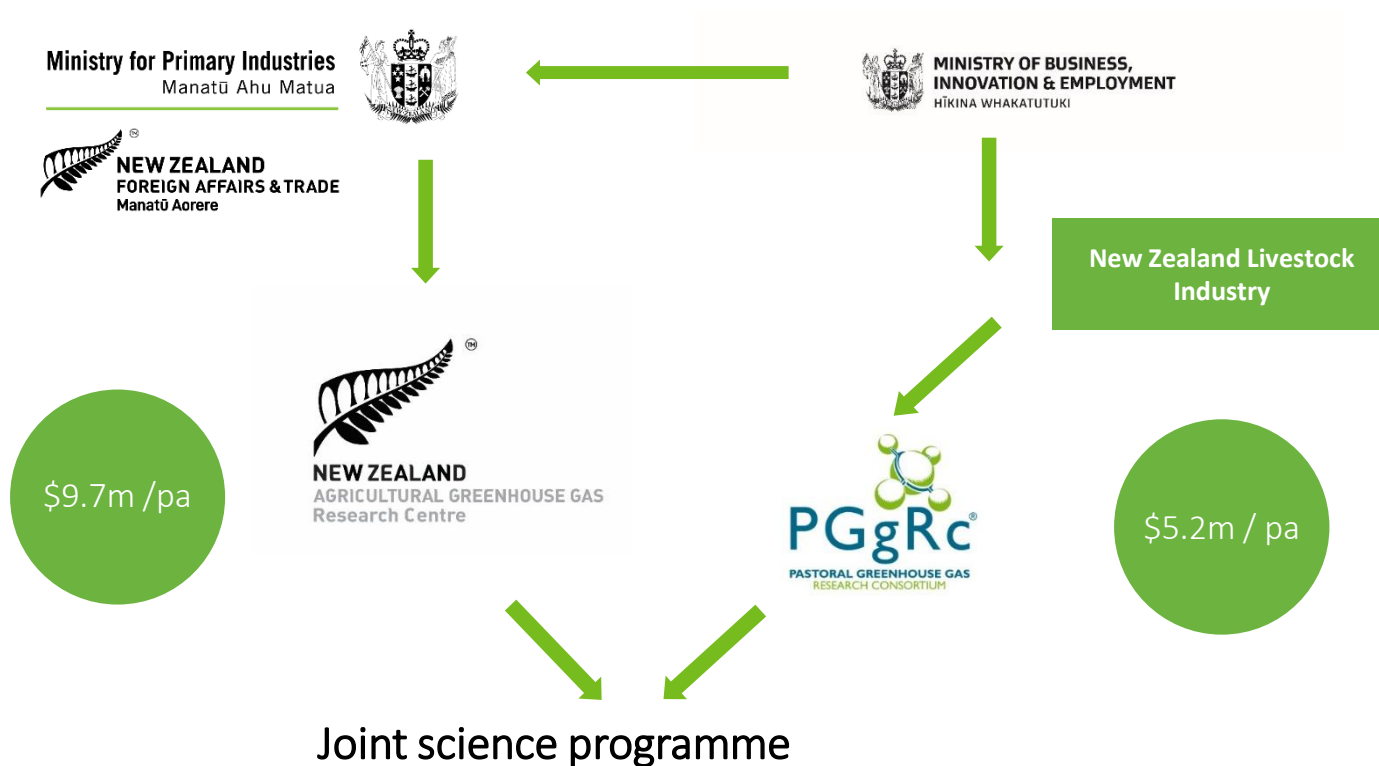 Ministry for Primary Industries
Manatū Ahu Matua
MINISTRY OF BUSINESS,
INNOVATION & EMPLOYMENT
HĪKINA WHAKATUTUKI
NEW ZEALAND
FOREIGN AFFAIRS & TRADE
Manatū Aorere
New Zealand Livestock
Industry
NEW ZEALAND
AGRICULTURAL GREENHOUSE GAS
Research Centre
$9.7m /pa
PGgRc®
PASTORAL GREENHOUSE GAS
RESEARCH CONSORTIUM
$5.2m / pa
Joint science programme